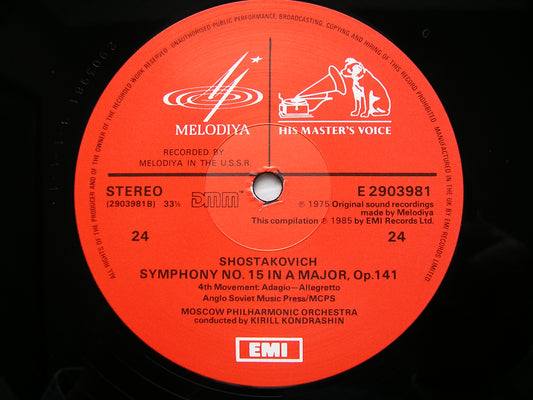 ALL RIGHTS OF THE PRODUCER AND OF THE OWNER OF THE RECORDED WORK RESERVED UNAUTHORISED PUBLIC PERFORMANCE, BROADCASTING, AND COPYING OR HIRING OF THIS RECORD PROHIBITED
MANUFACTURED IN THE UK BY EMI RECORDS LIMITED
MELODIYA
HIS MASTER'S VOICE
RECORDED BY
MELODIYA IN THE U.S.S.R.
STEREO
(2903981B) 33⅓
DMM
E 2903981
℗ 1975 Original sound recordings
made by Melodiya
This compilation ℗ 1985 by EMI Records Ltd.
24
24
SHOSTAKOVICH
SYMPHONY NO. 15 IN A MAJOR, Op.141
4th Movement: Adagio—Allegretto
Anglo Soviet Music Press/MCPS
MOSCOW PHILHARMONIC ORCHESTRA
conducted by KIRILL KONDRASHIN
EMI